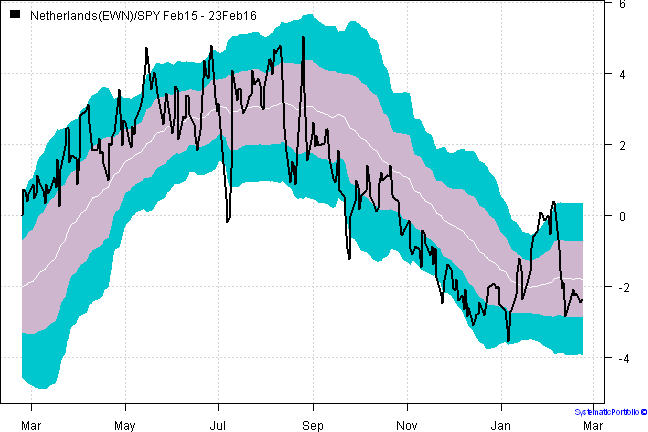 Netherlands(EWN)/SPY Feb15 - 23Feb16
6
4
2
0
-2
-4
SystematicPortfolio ©
Mar May Jul Sep Nov Jan Mar